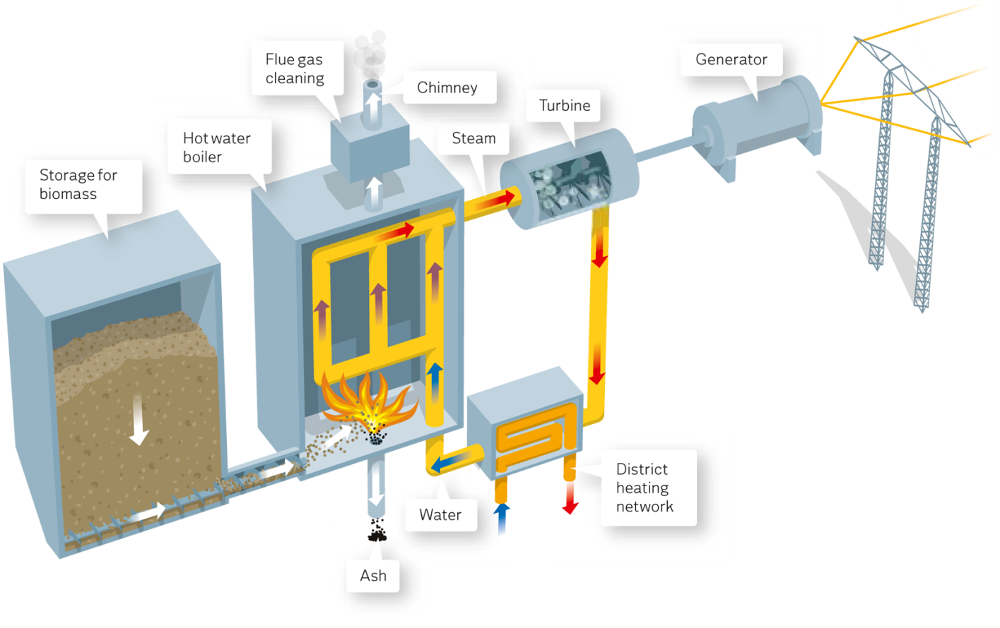 Flue gas
cleaning
Chimney
Generator
Turbine
Hot water
boiler
Steam
Storage for
biomass
District
heating
network
Water
Ash